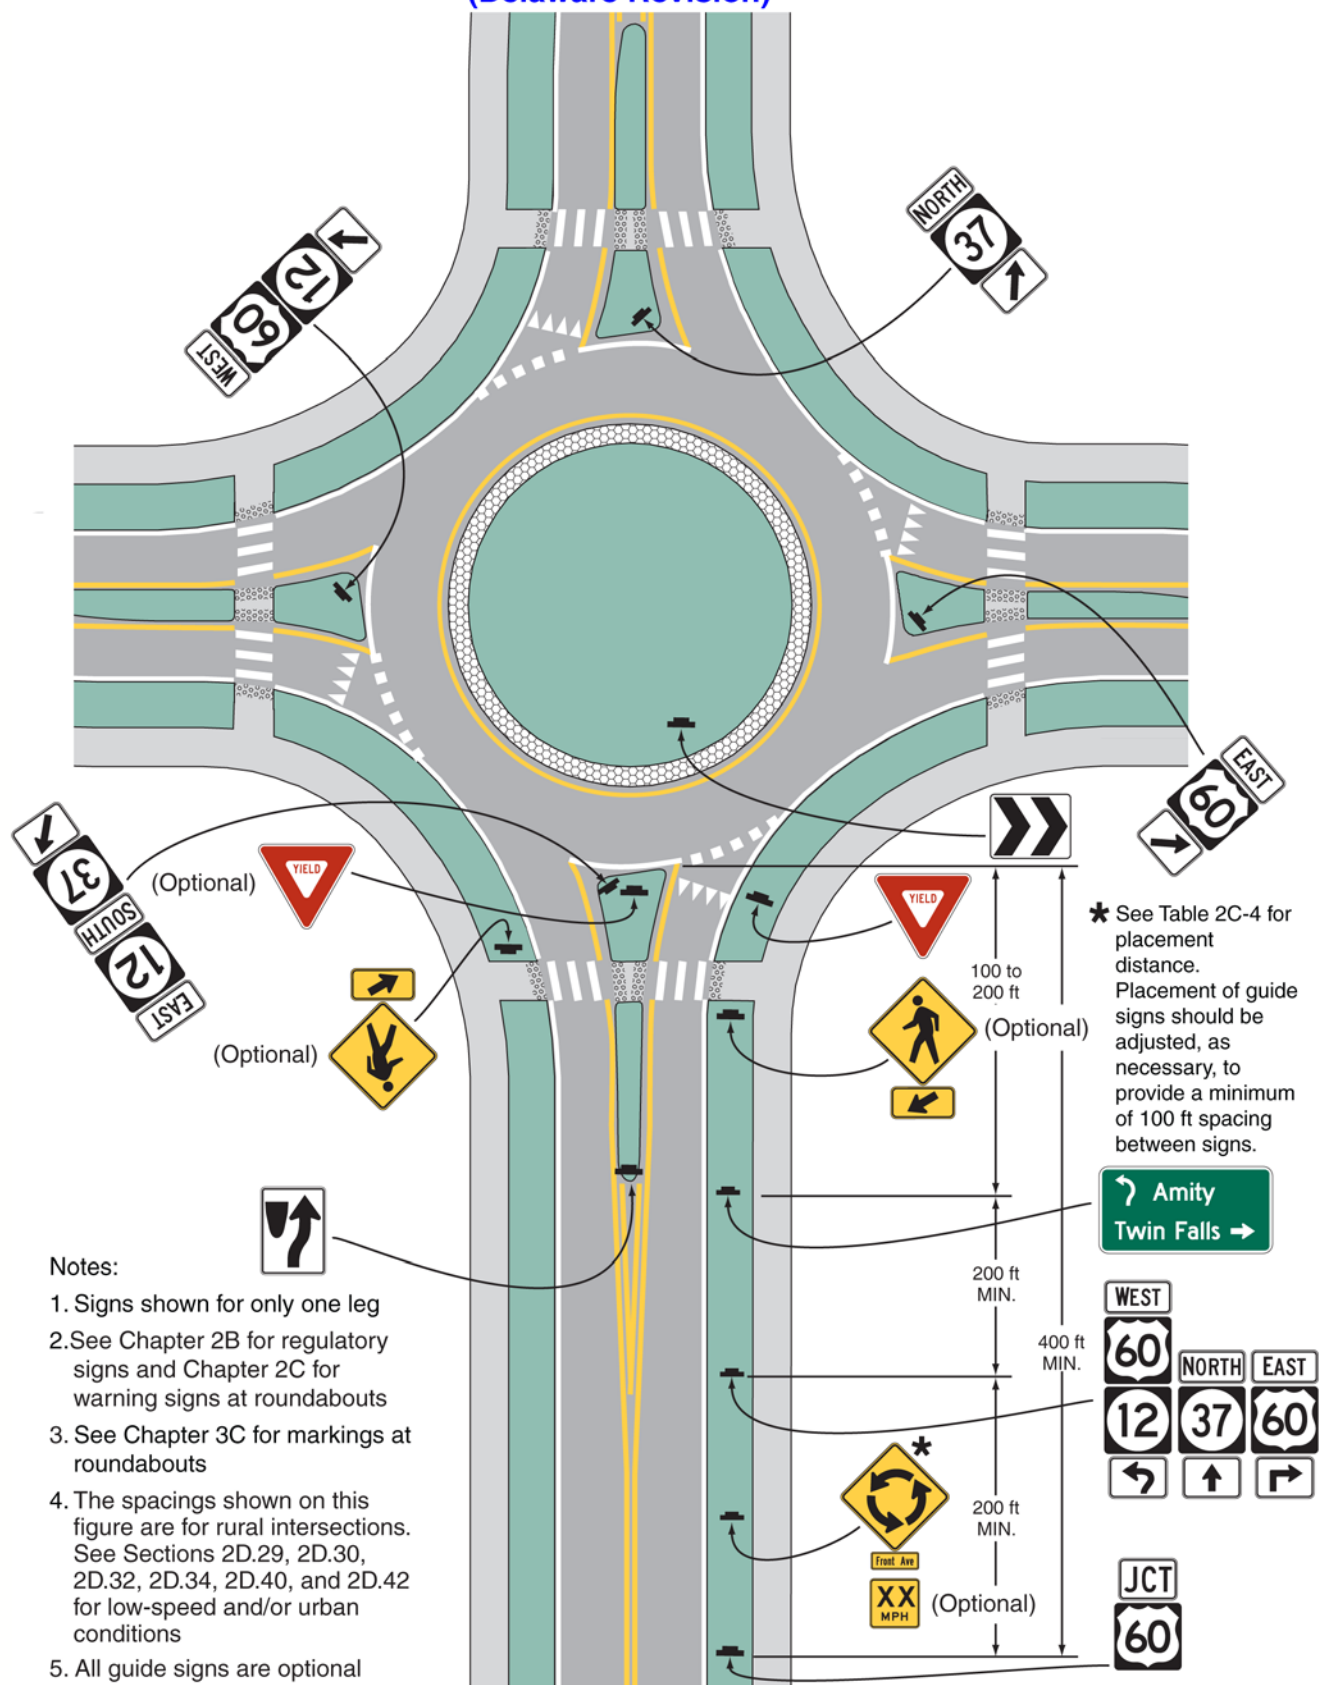 (Delaware Revision)
NORTH
37
12
60
WEST
EAST
60
37
SOUTH
12
EAST
(Optional)
YIELD
YIELD
(Optional)
100 to
200 ft
(Optional)
* See Table 2C-4 for
placement
distance.
Placement of guide
signs should be
adjusted, as
necessary, to
provide a minimum
of 100 ft spacing
between signs.
Amity
Twin Falls
200 ft
MIN.
400 ft
MIN.
WEST
60
NORTH
EAST
12
37
60
*
200 ft
MIN.
Front Ave
XX
MPH
(Optional)
JCT
60
Notes:
1. Signs shown for only one leg
2.See Chapter 2B for regulatory
signs and Chapter 2C for
warning signs at roundabouts
3. See Chapter 3C for markings at
roundabouts
4. The spacings shown on this
figure are for rural intersections.
See Sections 2D.29, 2D.30,
2D.32, 2D.34, 2D.40, and 2D.42
for low-speed and/or urban
conditions
5. All guide signs are optional